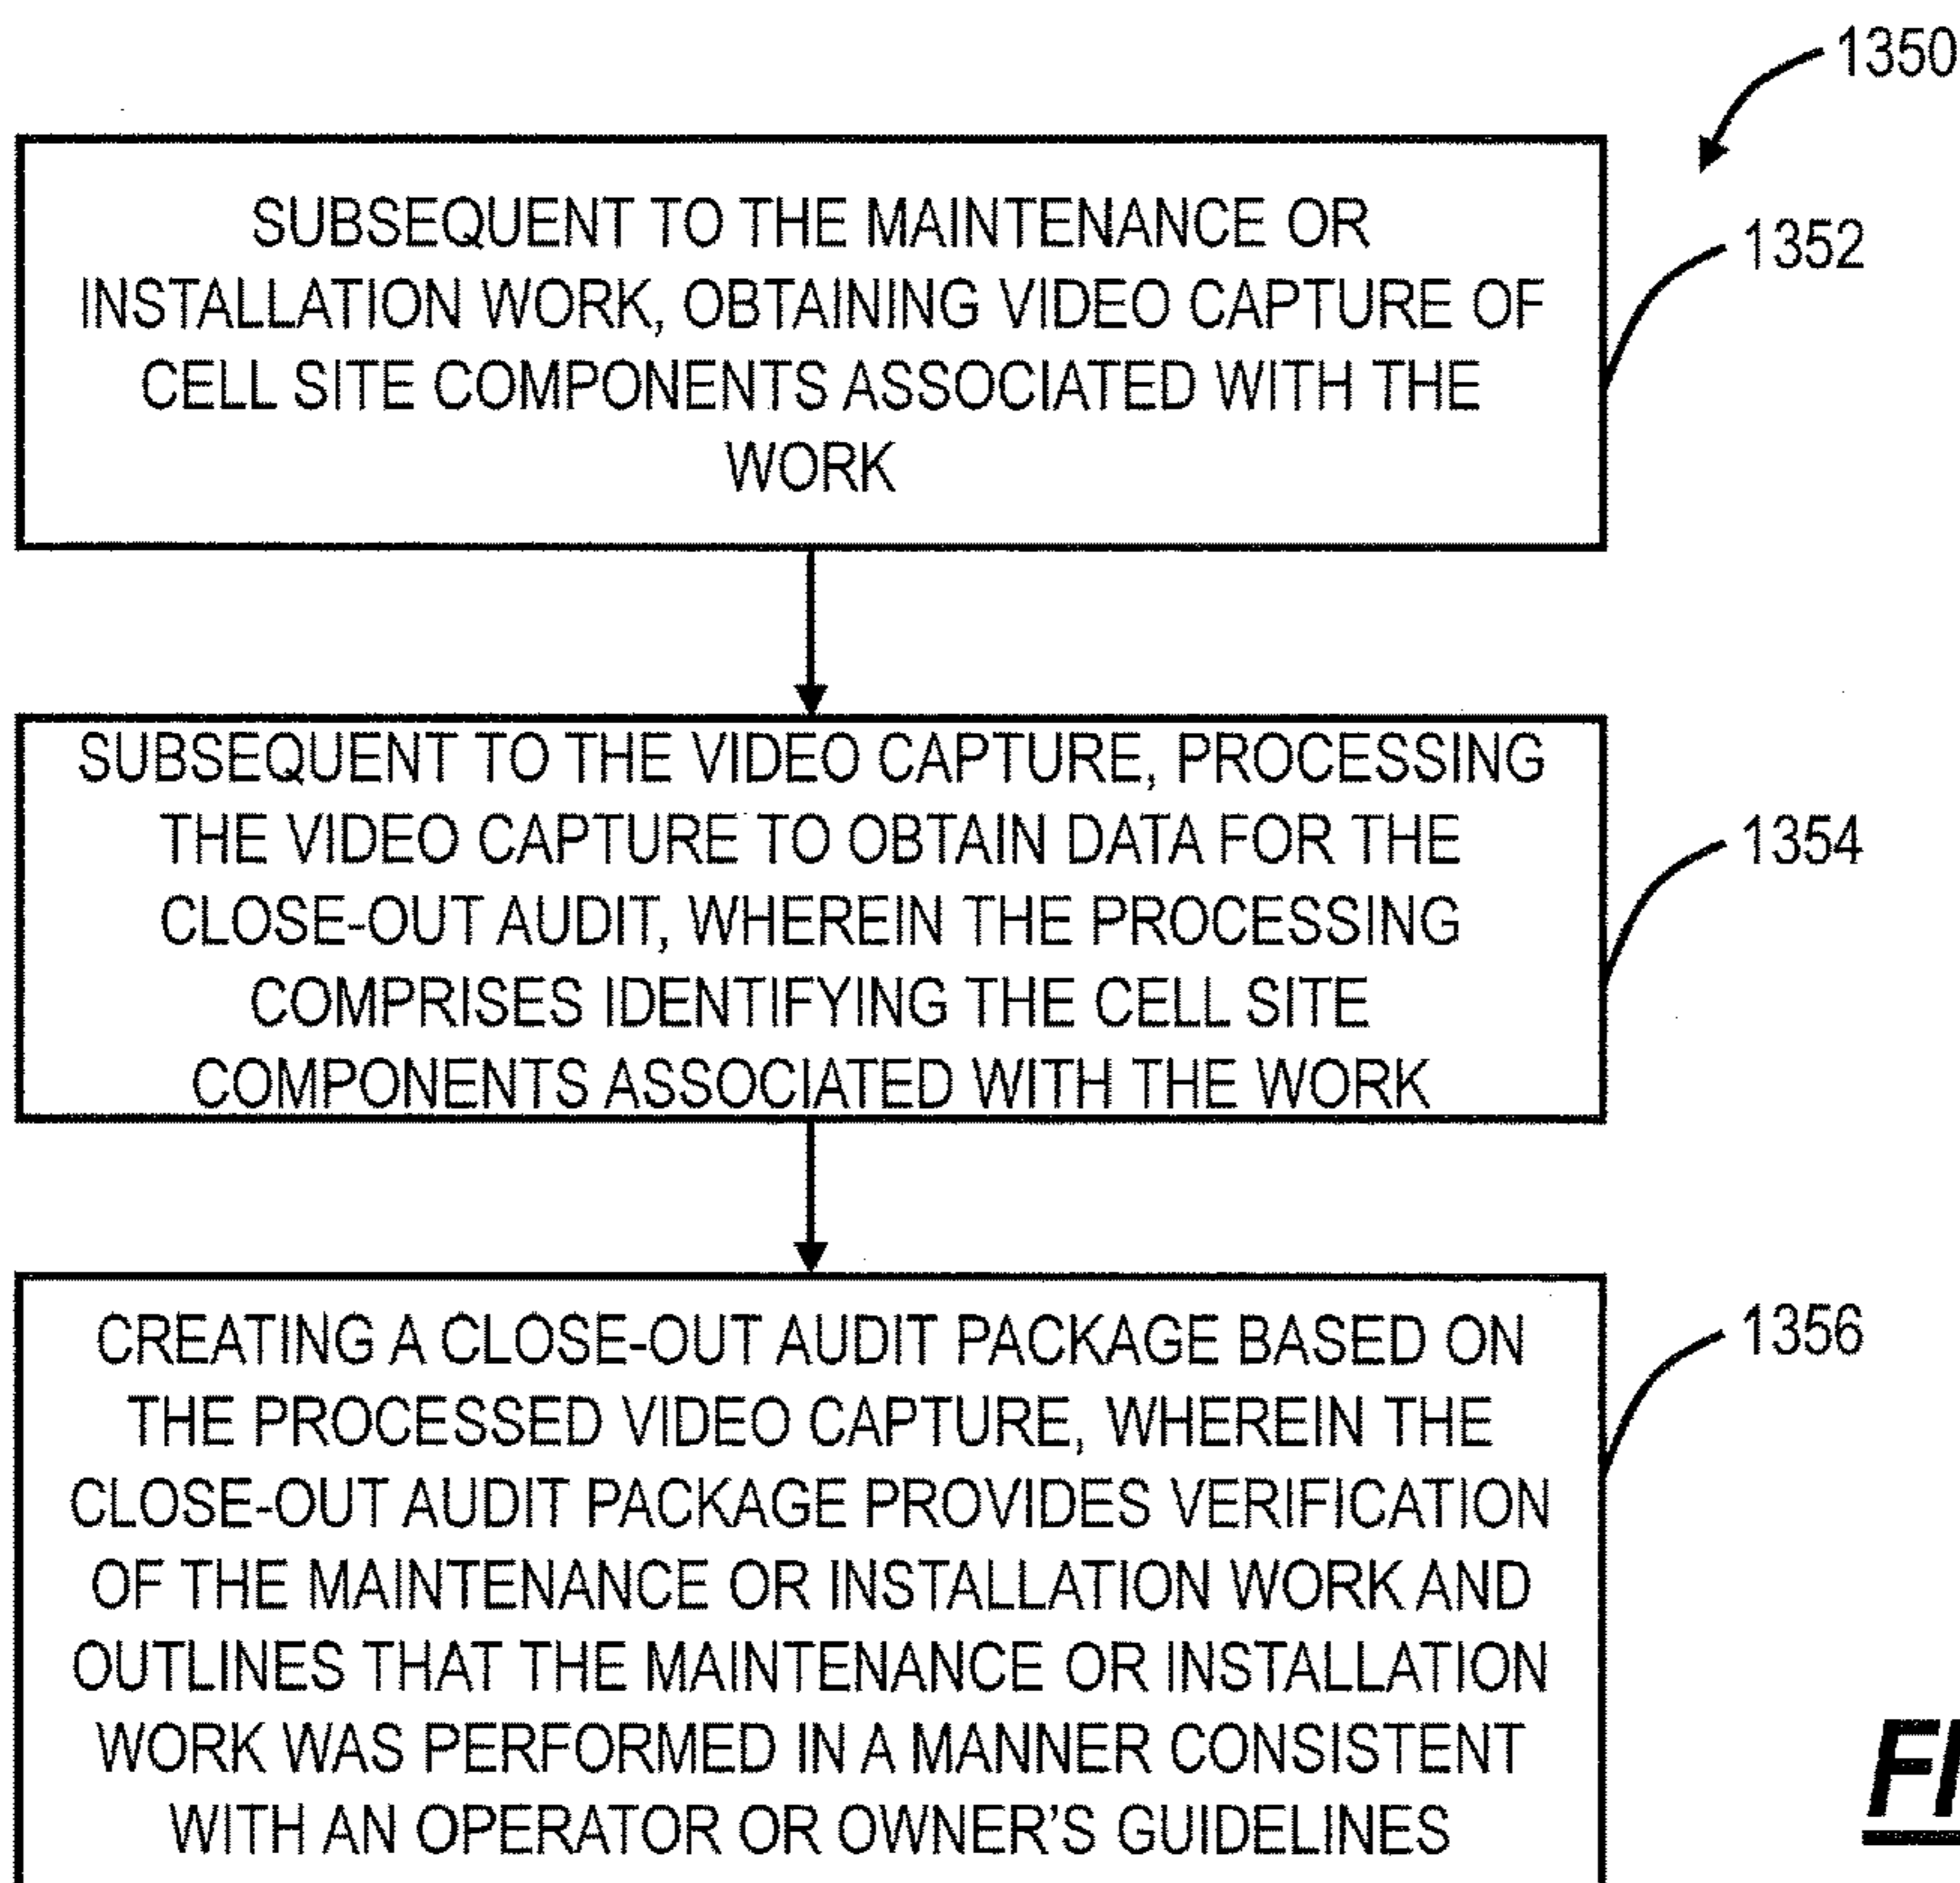 1350
SUBSEQUENT TO THE MAINTENANCE OR
INSTALLATION WORK, OBTAINING VIDEO CAPTURE OF
CELL SITE COMPONENTS ASSOCIATED WITH THE
WORK
1352
SUBSEQUENT TO THE VIDEO CAPTURE, PROCESSING
THE VIDEO CAPTURE TO OBTAIN DATA FOR THE
CLOSE-OUT AUDIT, WHEREIN THE PROCESSING
COMPRISES IDENTIFYING THE CELL SITE
COMPONENTS ASSOCIATED WITH THE WORK
1354
CREATING A CLOSE-OUT AUDIT PACKAGE BASED ON
THE PROCESSED VIDEO CAPTURE, WHEREIN THE
CLOSE-OUT AUDIT PACKAGE PROVIDES VERIFICATION
OF THE MAINTENANCE OR INSTALLATION WORK AND
OUTLINES THAT THE MAINTENANCE OR INSTALLATION
WORK WAS PERFORMED IN A MANNER CONSISTENT
WITH AN OPERATOR OR OWNER'S GUIDELINES
1356